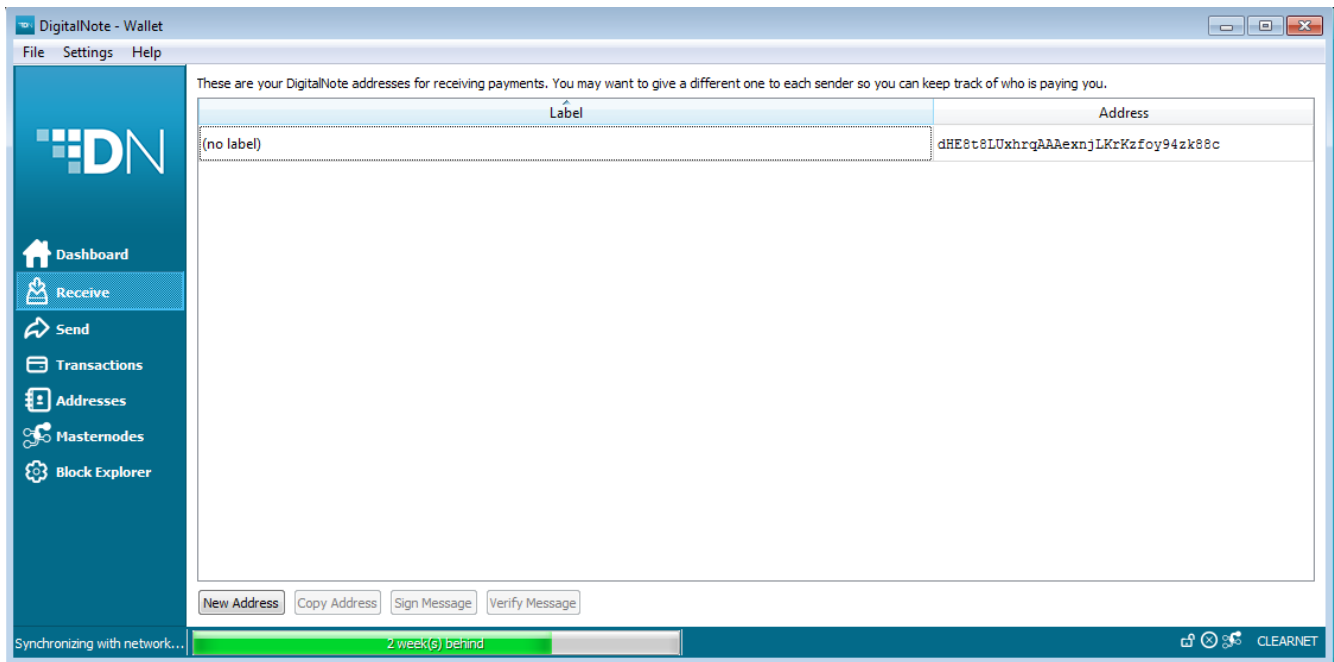 DigitalNote - Wallet
File Settings Help
These are your DigitalNote addresses for receiving payments. You may want to give a different one to each sender so you can keep track of who is paying you.
Label Address
(no label) dHE8t8LUxhrqAAAexnjLKrKzfoy94zk88c
DN
Dashboard
Receive
Send
Transactions
Addresses
Masternodes
Block Explorer
New Address Copy Address Sign Message Verify Message
Synchronizing with network... 2 week(s) behind CLEARNET